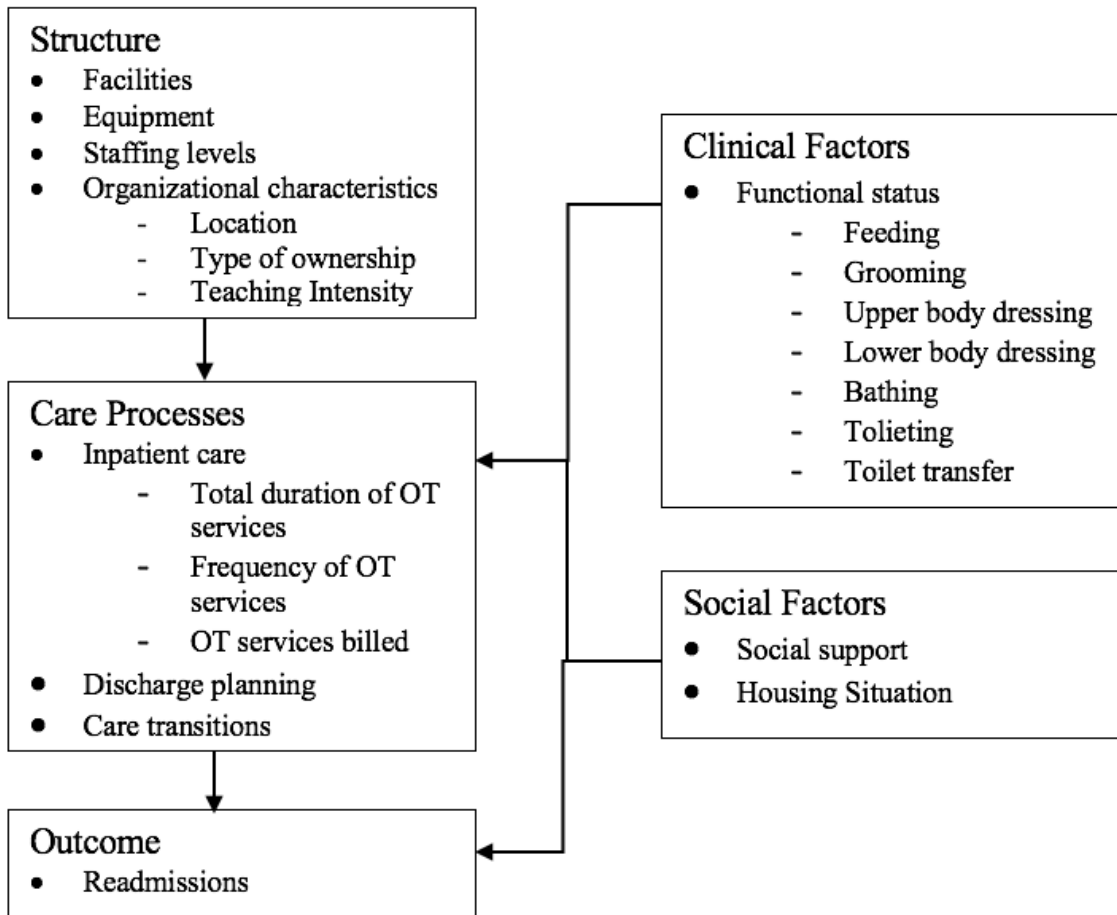 Structure
● Facilities
● Equipment
● Staffing levels
● Organizational characteristics
- Location
- Type of ownership
- Teaching Intensity
Care Processes
● Inpatient care
- Total duration of OT
services
- Frequency of OT
services
- OT services billed
● Discharge planning
● Care transitions
Outcome
● Readmissions
Clinical Factors
● Functional status
- Feeding
- Grooming
- Upper body dressing
- Lower body dressing
- Bathing
- Tolieting
- Toilet transfer
Social Factors
● Social support
● Housing Situation